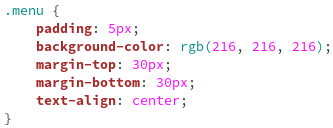 .menu {
    padding: 5px;
    background-color: rgb(216, 216, 216);
    margin-top: 30px;
    margin-bottom: 30px;
    text-align: center;
}